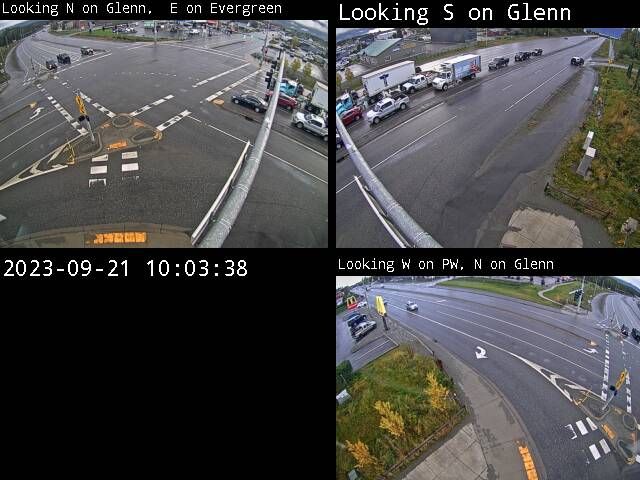 Looking N on Glenn, E on Evergreen
Looking S on Glenn
2023-09-21 10:03:38
Looking W on PW, N on Glenn